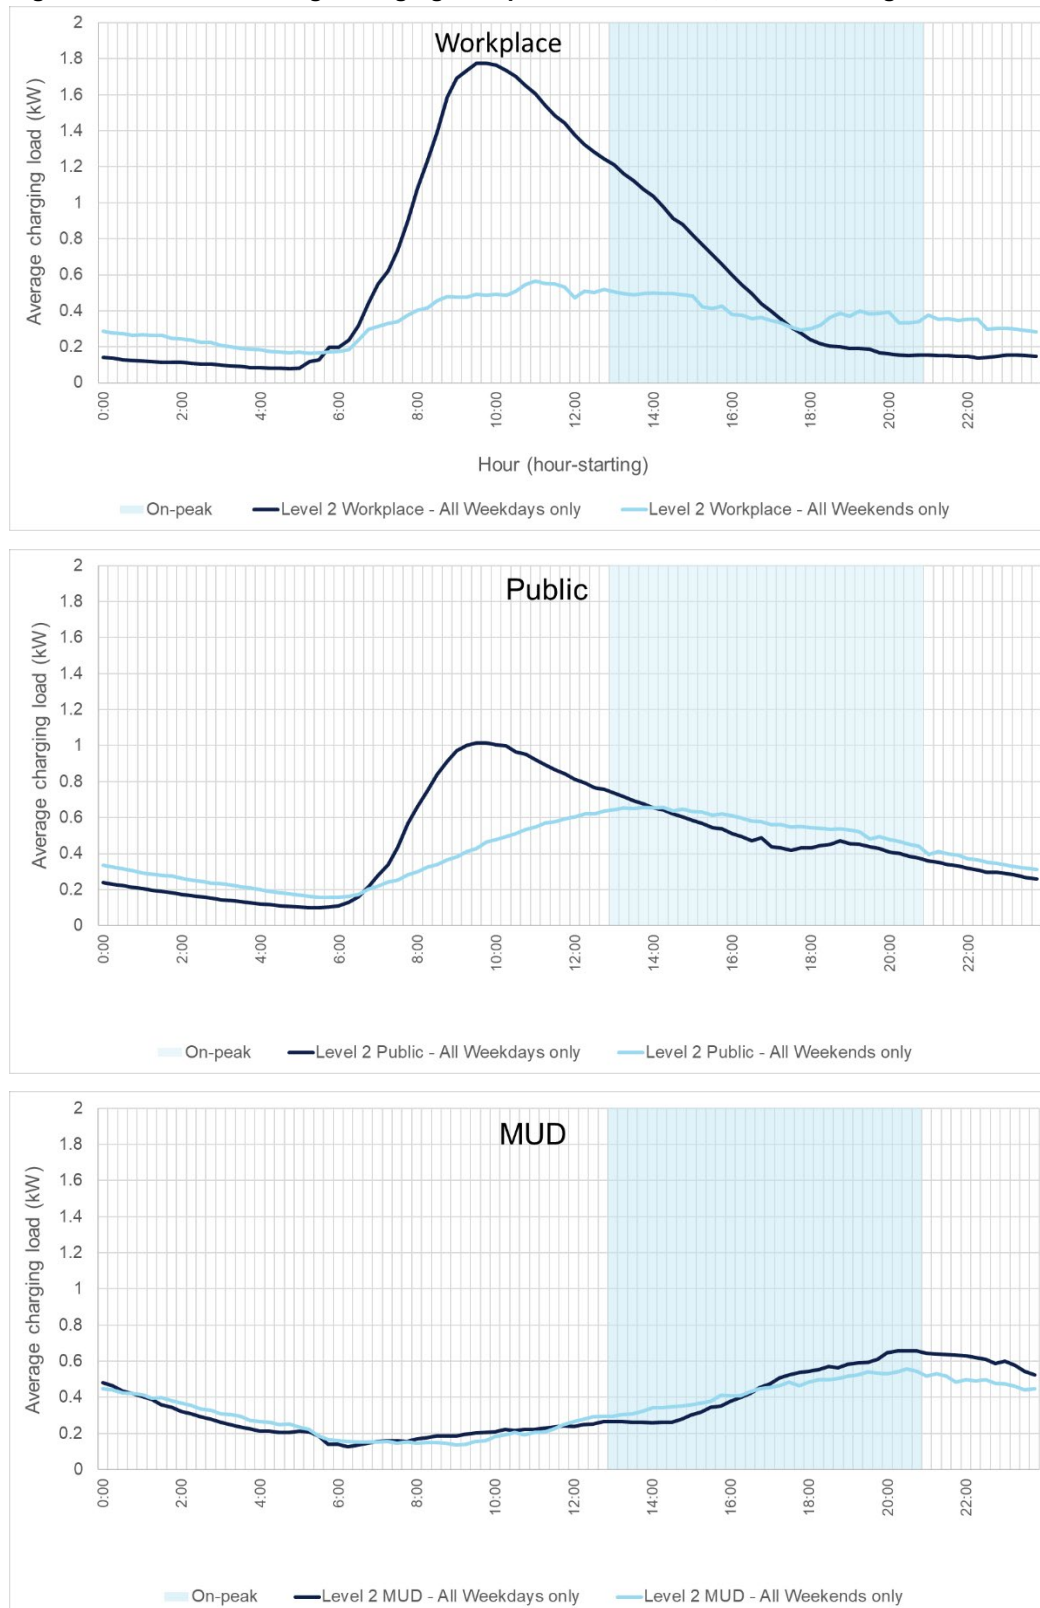 Workplace
Average charging load (kW)
2
1.8
1.6
1.4
1.2
1
0.8
0.6
0.4
0.2
0
0:00 2:00 4:00 6:00 8:00 10:00 12:00 14:00 16:00 18:00 20:00 22:00
Hour (hour-starting)
On-peak Level 2 Workplace - All Weekdays only Level 2 Workplace - All Weekends only
Public
Average charging load (kW)
2
1.8
1.6
1.4
1.2
1
0.8
0.6
0.4
0.2
0
0:00 2:00 4:00 6:00 8:00 10:00 12:00 14:00 16:00 18:00 20:00 22:00
On-peak Level 2 Public - All Weekdays only Level 2 Public - All Weekends only
MUD
Average charging load (kW)
2
1.8
1.6
1.4
1.2
1
0.8
0.6
0.4
0.2
0
0:00 2:00 4:00 6:00 8:00 10:00 12:00 14:00 16:00 18:00 20:00 22:00
On-peak Level 2 MUD - All Weekdays only Level 2 MUD - All Weekends only